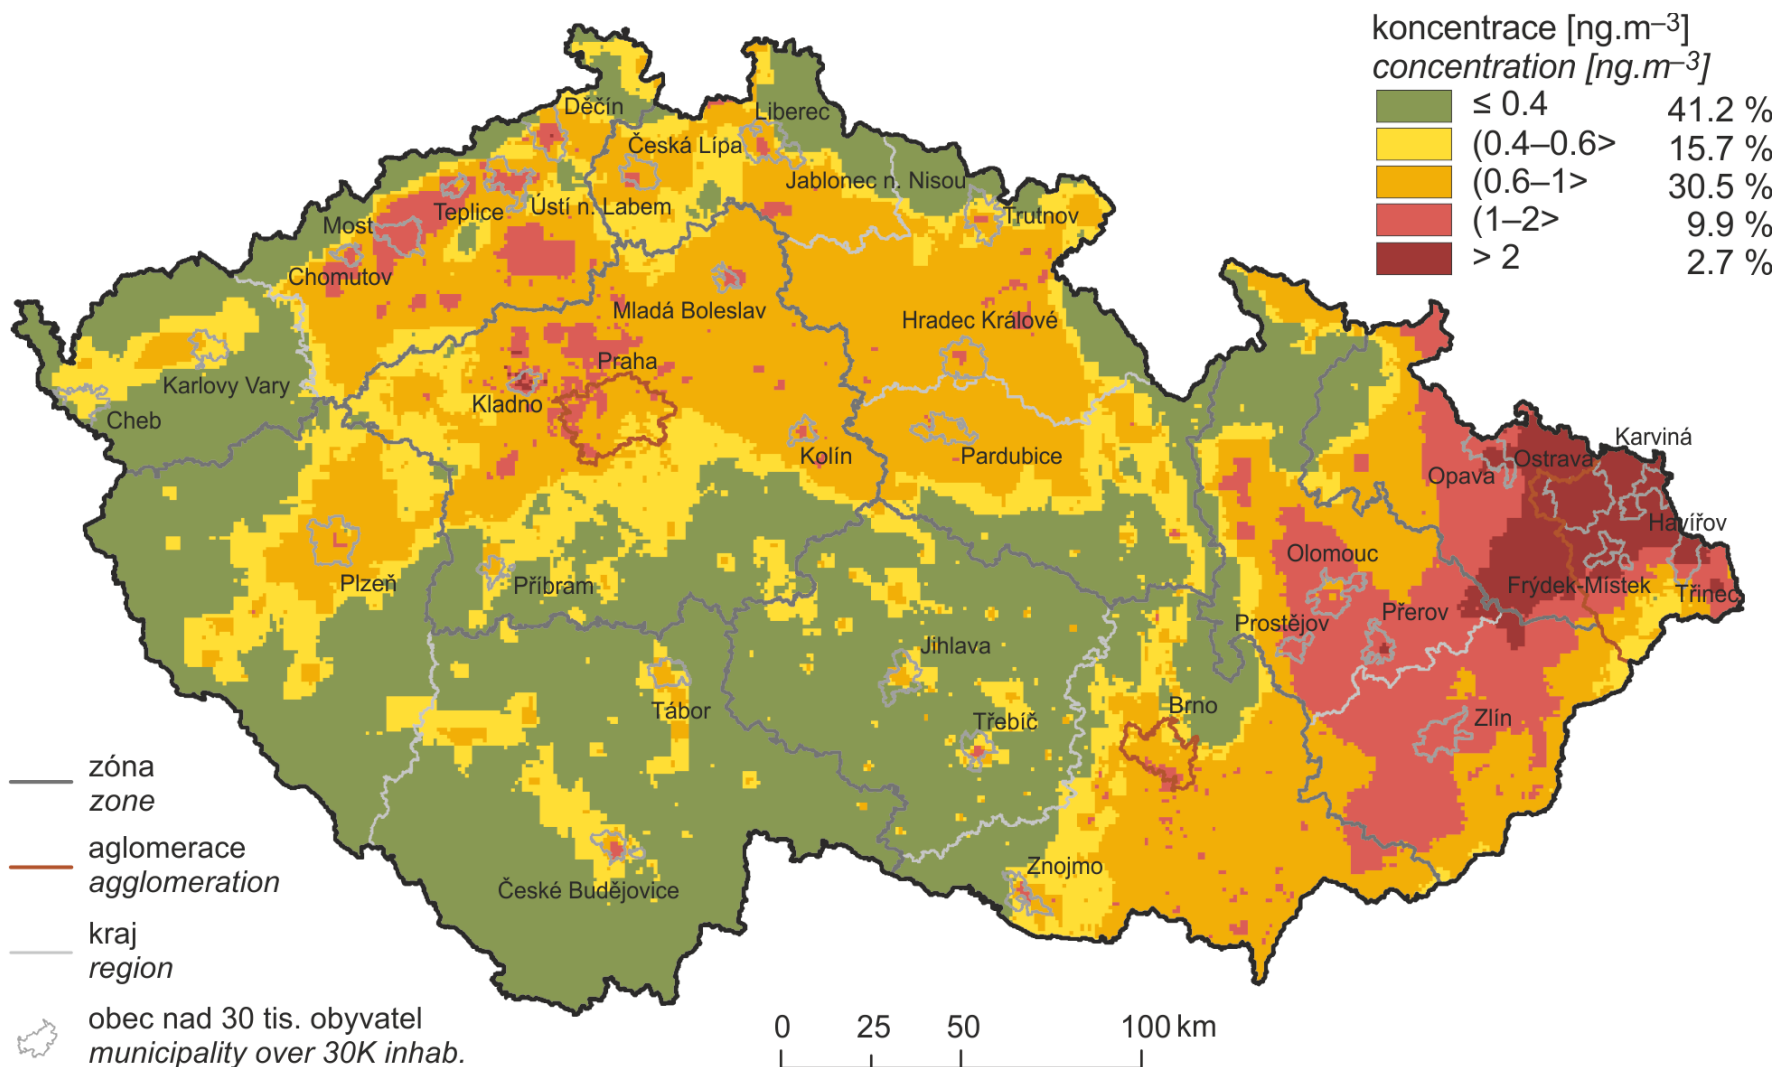 koncentrace [ng.m–3]
concentration [ng.m–3]
≤ 0.4 41.2 %
(0.4–0.6> 15.7 %
(0.6–1> 30.5 %
(1–2> 9.9 %
> 2 2.7 %
Děčín
Liberec
Česká Lípa
Jablonec n. Nisou
Teplice
Ústí n. Labem
Trutnov
Most
Chomutov
Mladá Boleslav
Hradec Králové
Praha
Karlovy Vary
Kladno
Cheb
Kolín
Pardubice
Karviná
Opava
Ostrava
Havířov
Olomouc
Plzeň
Příbram
Frýdek-Místek
Třinec
Přerov
Prostějov
Jihlava
Tábor
Třebíč
Brno
Zlín
Znojmo
České Budějovice
zóna
zone
aglomerace
agglomeration
kraj
region
obec nad 30 tis. obyvatel
municipality over 30K inhab.
0 25 50 100 km